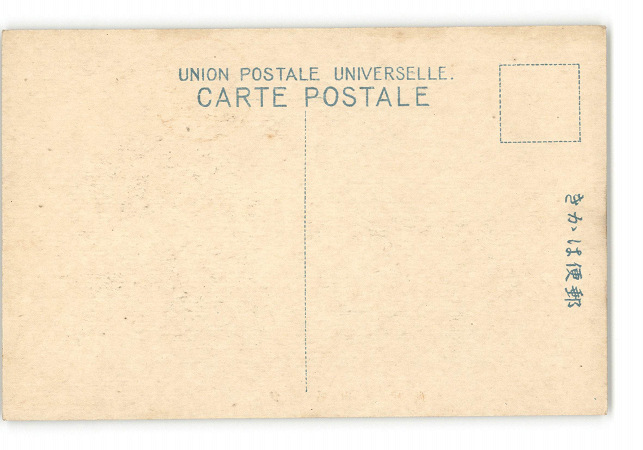 UNION POSTALE UNIVERSELLE.
CARTE POSTALE
郵便はかき